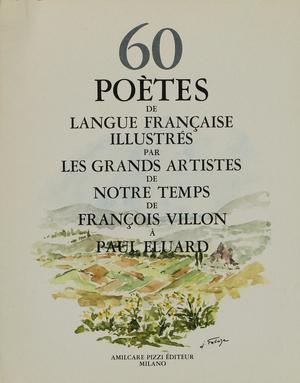 60
POÈTES
DE
LANGUE FRANÇAISE
ILLUSTRÉS
PAR
LES GRANDS ARTISTES
DE
NOTRE TEMPS
DE
FRANÇOIS VILLON
À
PAUL ELUARD
AMILCARE PIZZI ÉDITEUR
MILANO